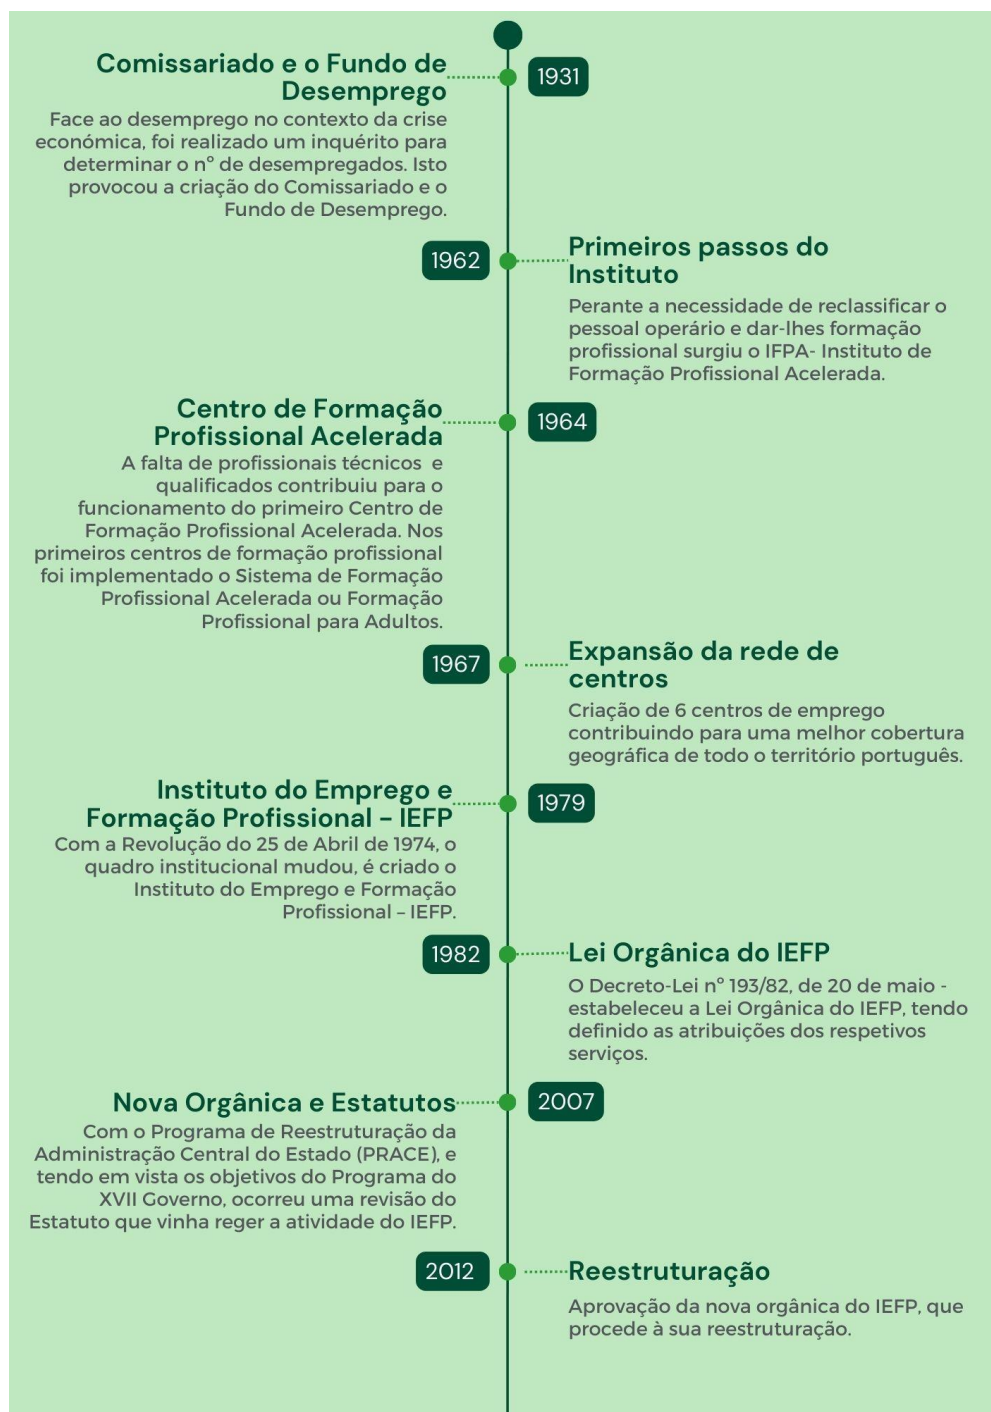 Comissariado e o Fundo de
Desemprego
1931
Face ao desemprego no contexto da crise
económica, foi realizado um inquérito para
determinar o nº de desempregados. Isto
provocou a criação do Comissariado e o
Fundo de Desemprego.
1962
Primeiros passos do
Instituto
Perante a necessidade de reclassificar o
pessoal operário e dar-lhes formação
profissional surgiu o IFPA- Instituto de
Formação Profissional Acelerada.
Centro de Formação
Profissional Acelerada
1964
A falta de profissionais técnicos e
qualificados contribuiu para o
funcionamento do primeiro Centro de
Formação Profissional Acelerada. Nos
primeiros centros de formação profissional
foi implementado o Sistema de Formação
Profissional Acelerada ou Formação
Profissional para Adultos.
1967
Expansão da rede de
centros
Criação de 6 centros de emprego
contribuindo para uma melhor cobertura
geográfica de todo o território português.
Instituto do Emprego e
Formação Profissional – IEFP
1979
Com a Revolução do 25 de Abril de 1974, o
quadro institucional mudou, é criado o
Instituto do Emprego e Formação
Profissional – IEFP.
1982
Lei Orgânica do IEFP
O Decreto-Lei nº 193/82, de 20 de maio -
estabeleceu a Lei Orgânica do IEFP, tendo
definido as atribuições dos respetivos
serviços.
Nova Orgânica e Estatutos
2007
Com o Programa de Reestruturação da
Administração Central do Estado (PRACE), e
tendo em vista os objetivos do Programa do
XVII Governo, ocorreu uma revisão do
Estatuto que vinha reger a atividade do IEFP.
2012
Reestruturação
Aprovação da nova orgânica do IEFP, que
procede à sua reestruturação.